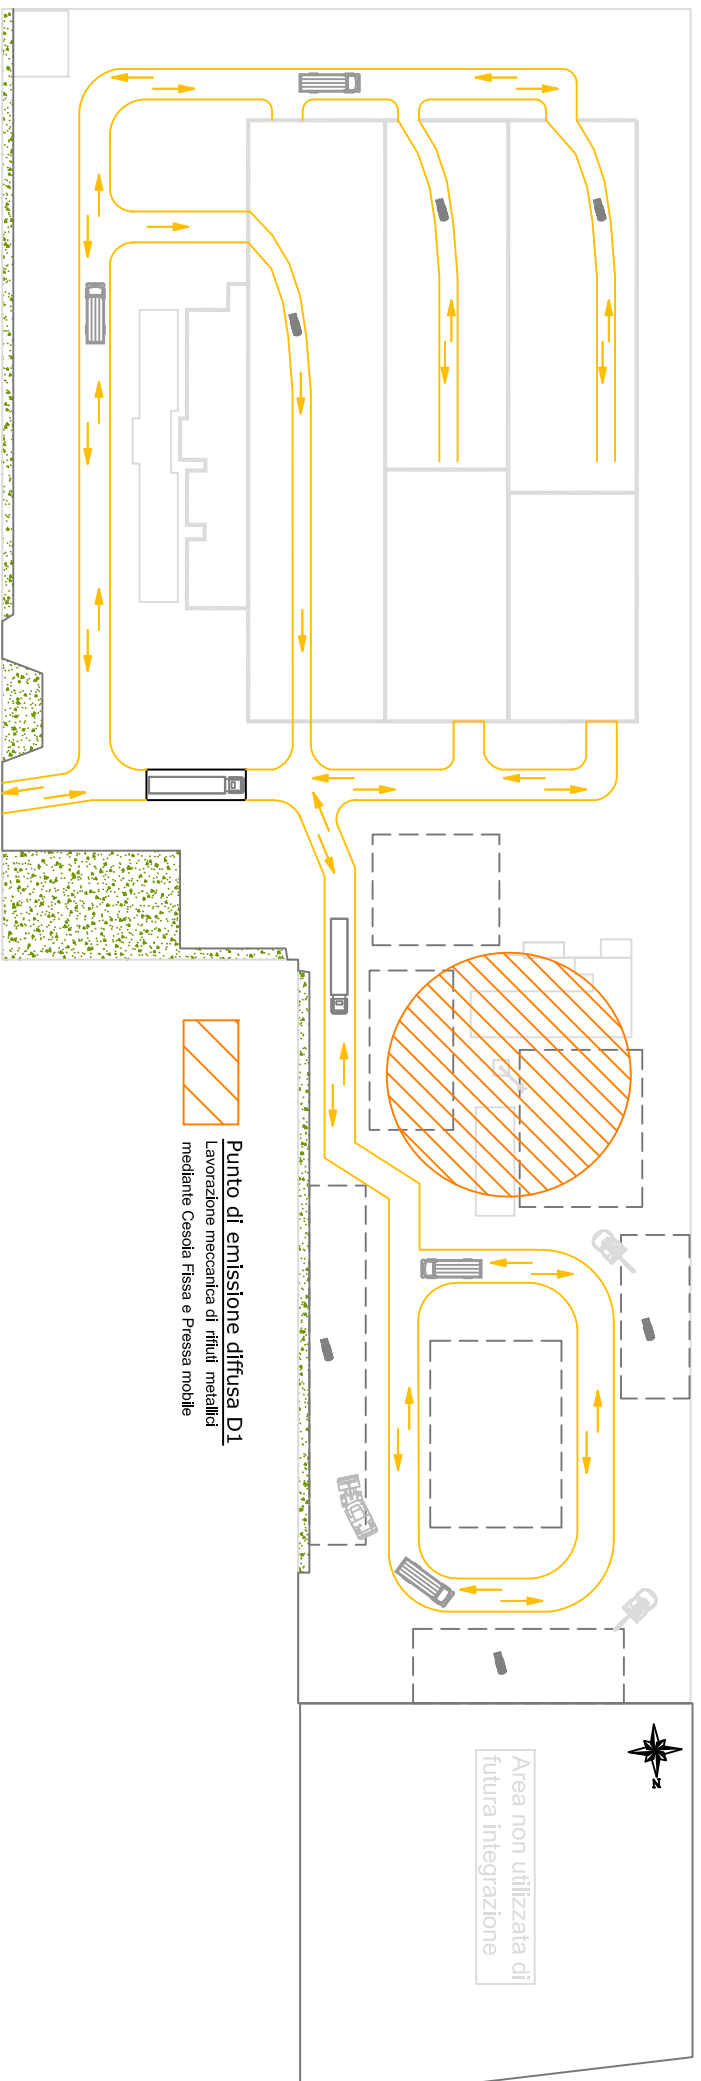 Punto di emissione diffusa D1
Lavorazione meccanica di rifiuti metallici
mediante Cesoia Fissa e Pressa mobile
N
Area non utilizzata di
futura integrazione